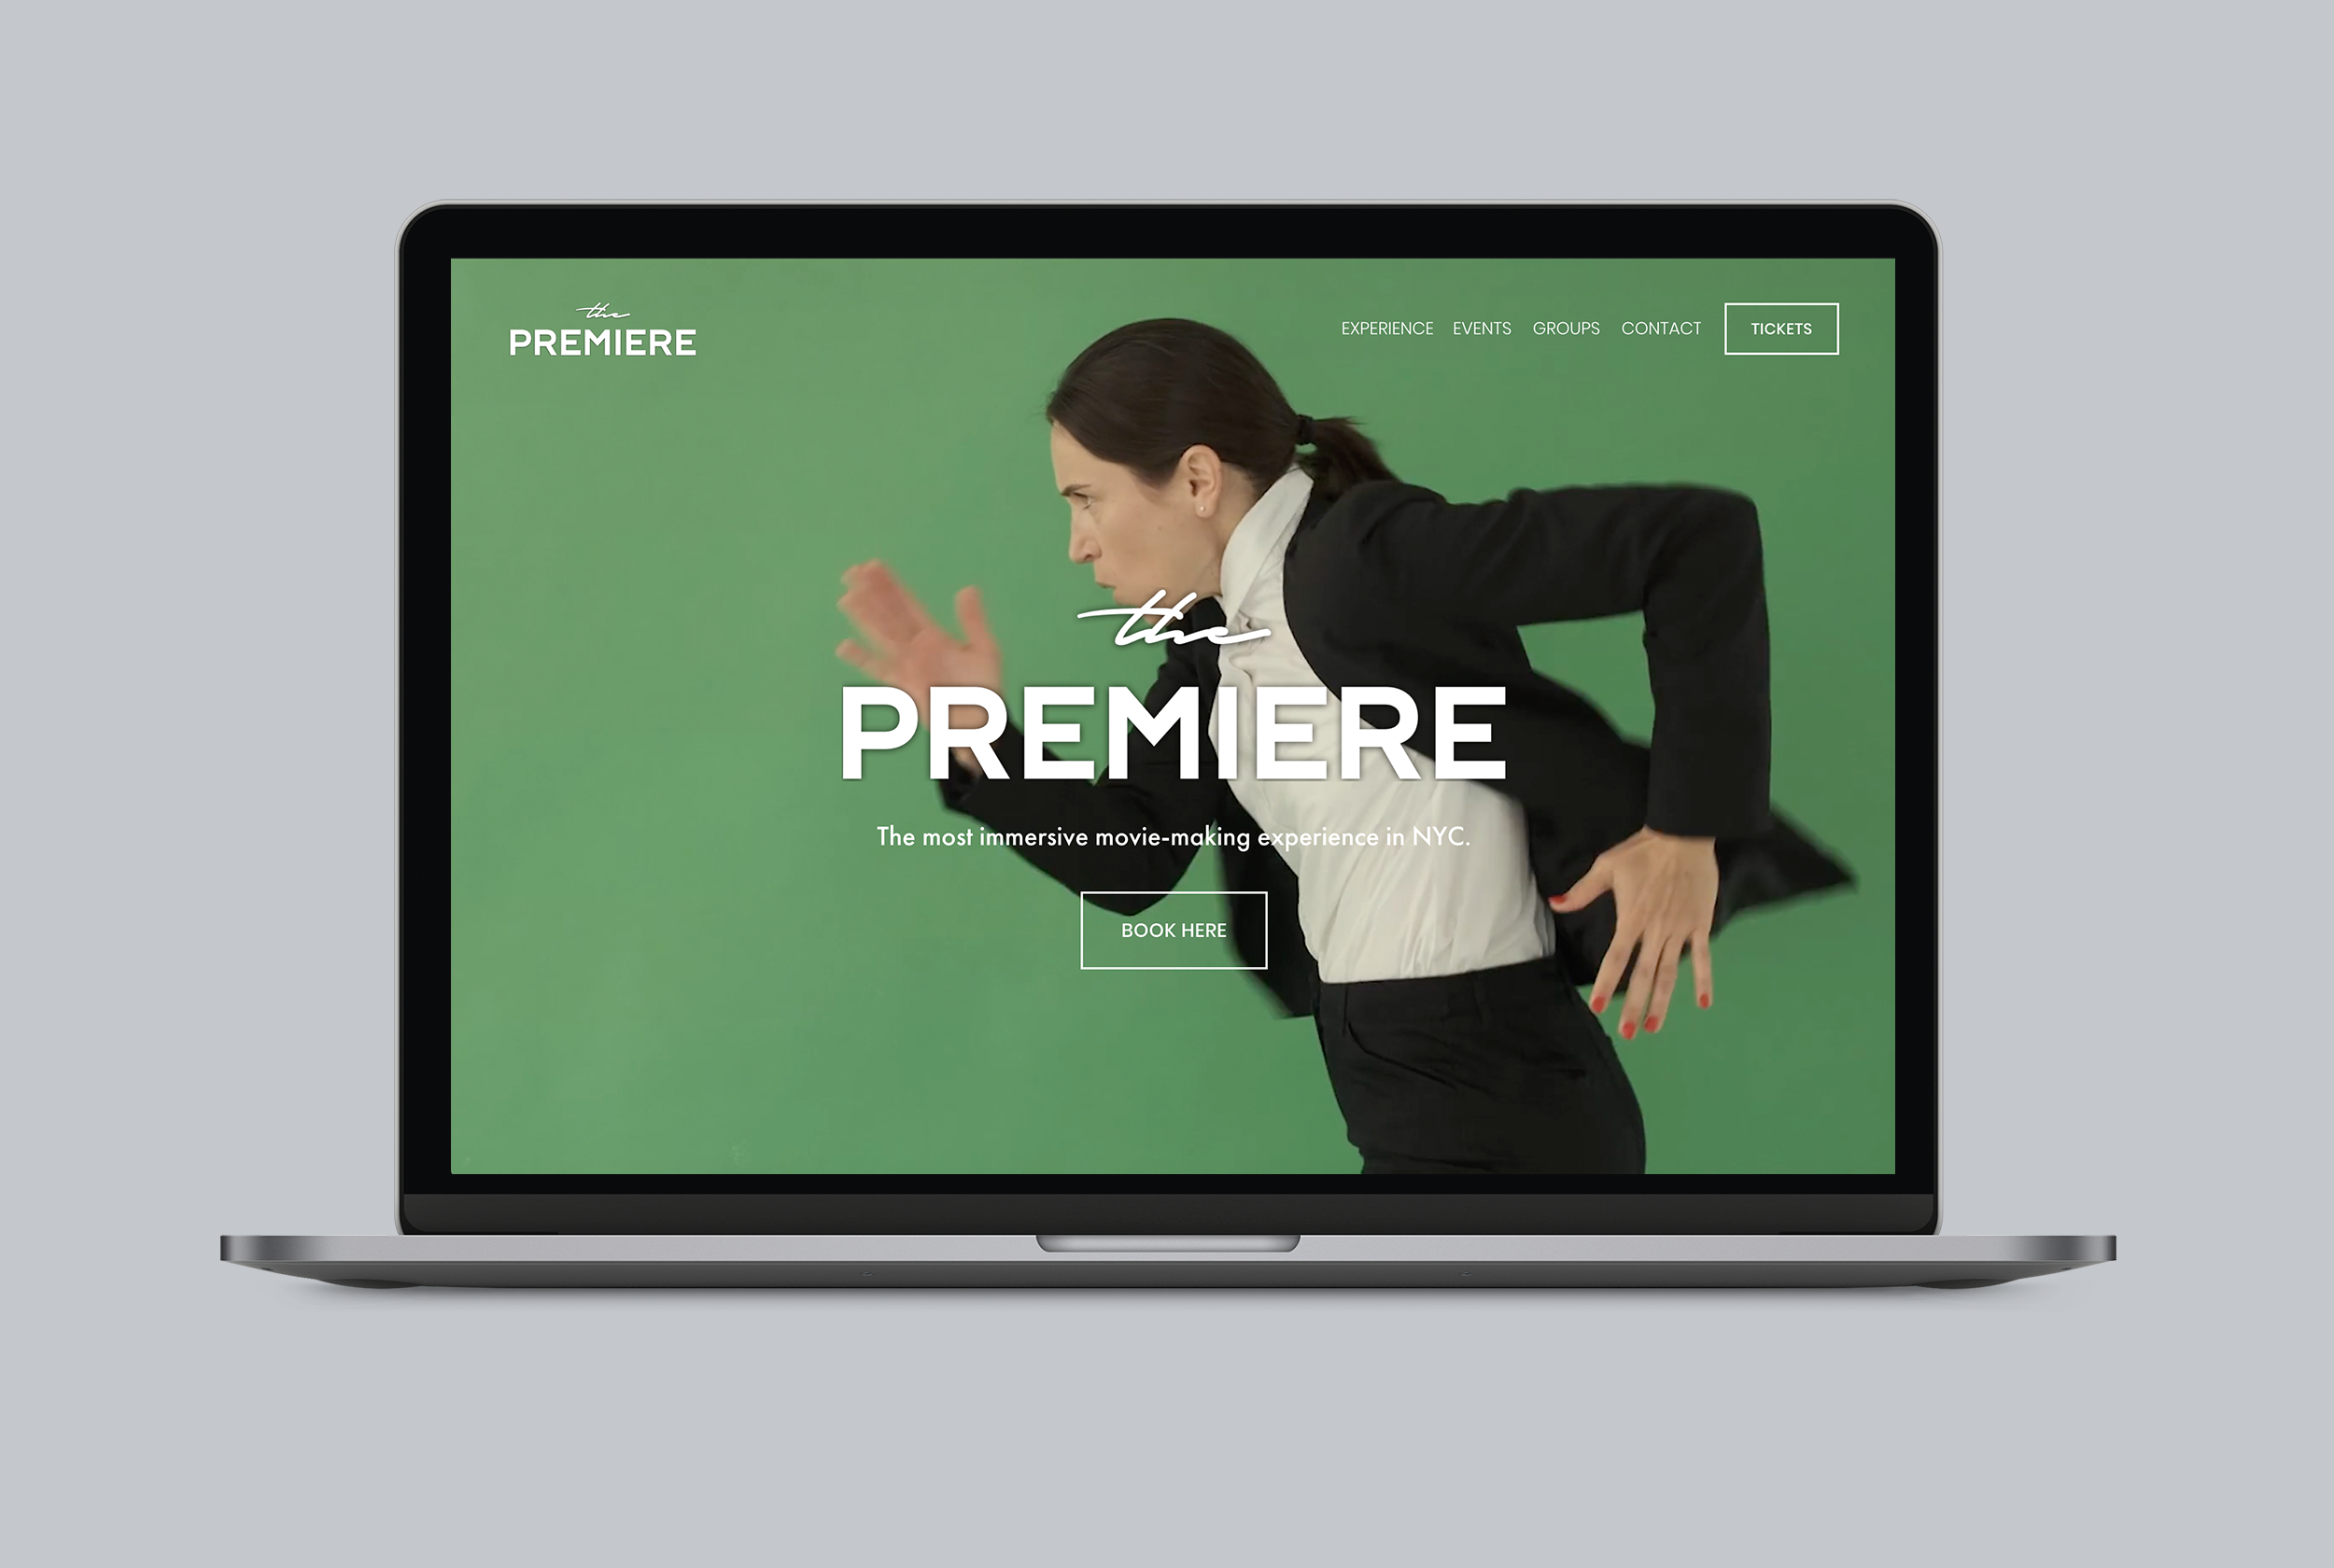 the
PREMIERE
EXPERIENCE EVENTS GROUPS CONTACT TICKETS
the
PREMIERE
The most immersive movie-making experience in NYC.
BOOK HERE